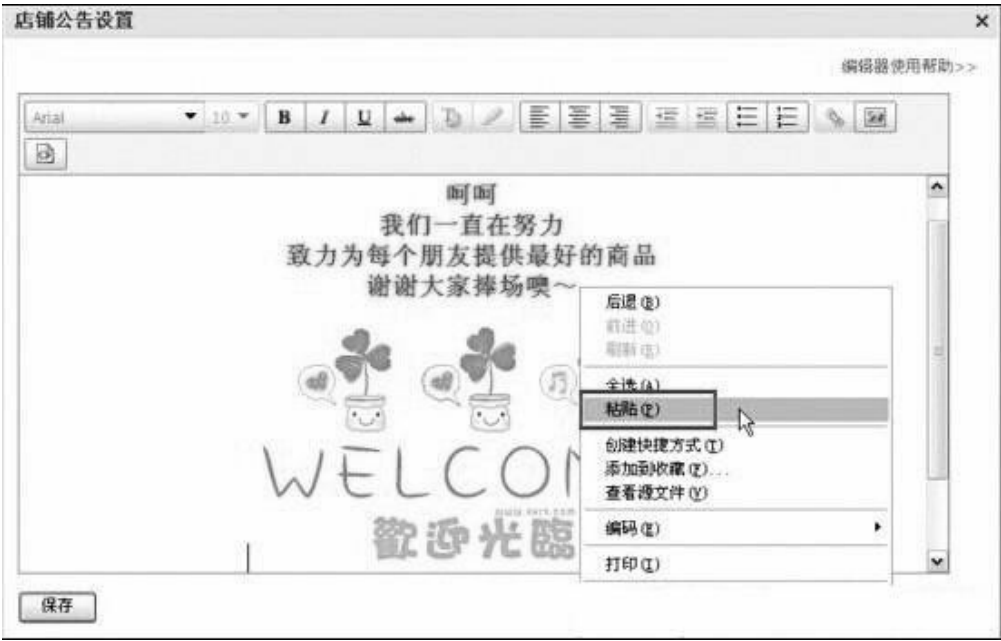 店铺公告设置
编辑器使用帮助>>
Arial 10 B I U abc
呵呵
我们一直在努力
致力为每个朋友提供最好的商品
谢谢大家捧场噢～
后退(B)
前进(O)
刷新(R)
全选(A)
粘贴(P)
创建快捷方式(T)
添加到收藏(F)...
查看源文件(V)
编码(E)
打印(I)
WELCOM
歡迎光臨
保存